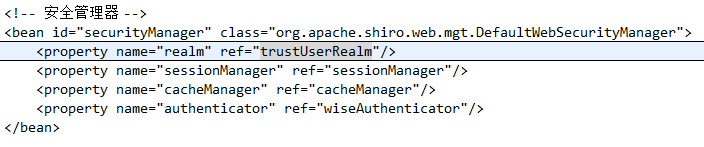 <!-- 安全管理器 -->
<bean id="securityManager" class="org.apache.shiro.web.mgt.DefaultWebSecurityManager">
    <property name="realm" ref="trustUserRealm"/>
    <property name="sessionManager" ref="sessionManager"/>
    <property name="cacheManager" ref="cacheManager"/>
    <property name="authenticator" ref="wiseAuthenticator"/>
</bean>